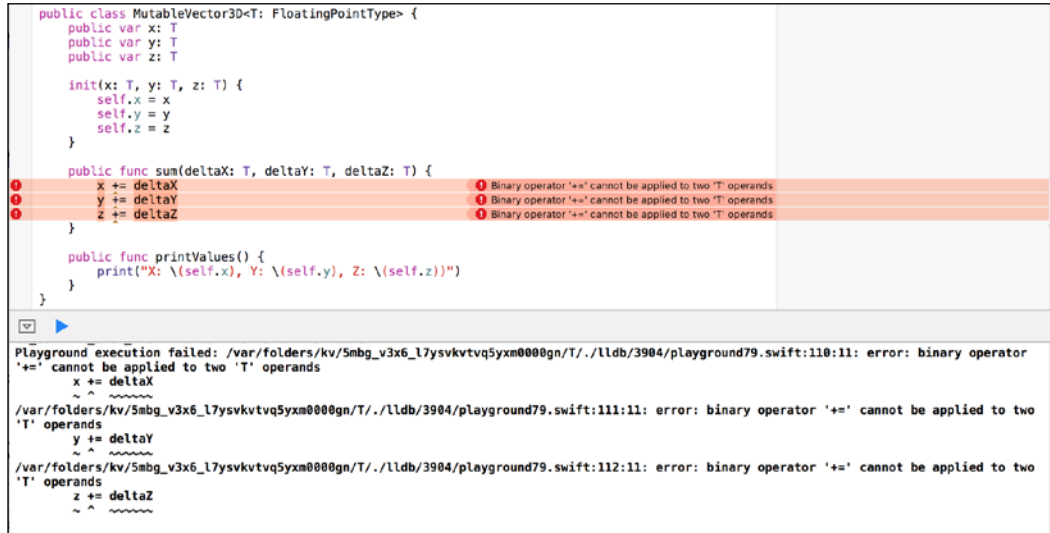 public class MutableVector3D<T: FloatingPointType> {
public var x: T
public var y: T
public var z: T
init(x: T, y: T, z: T) {
self.x = x
self.y = y
self.z = z
}
public func sum(deltaX: T, deltaY: T, deltaZ: T) {
x += deltaX Binary operator '+=' cannot be applied to two 'T' operands
y += deltaY Binary operator '+=' cannot be applied to two 'T' operands
z += deltaZ Binary operator '+=' cannot be applied to two 'T' operands
}
public func printValues() {
print("X: \(self.x), Y: \(self.y), Z: \(self.z))")
}
}
Playground execution failed: /var/folders/kv/5mbg_v3x6_l7ysvkvtvq5yxm0000gn/T/./lldb/3904/playground79.swift:110:11: error: binary operator
'+=' cannot be applied to two 'T' operands
x += deltaX
~ ^ ~~~~~~
/var/folders/kv/5mbg_v3x6_l7ysvkvtvq5yxm0000gn/T/./lldb/3904/playground79.swift:111:11: error: binary operator '+=' cannot be applied to two
'T' operands
y += deltaY
~ ^ ~~~~~~
/var/folders/kv/5mbg_v3x6_l7ysvkvtvq5yxm0000gn/T/./lldb/3904/playground79.swift:112:11: error: binary operator '+=' cannot be applied to two
'T' operands
z += deltaZ
~ ^ ~~~~~~